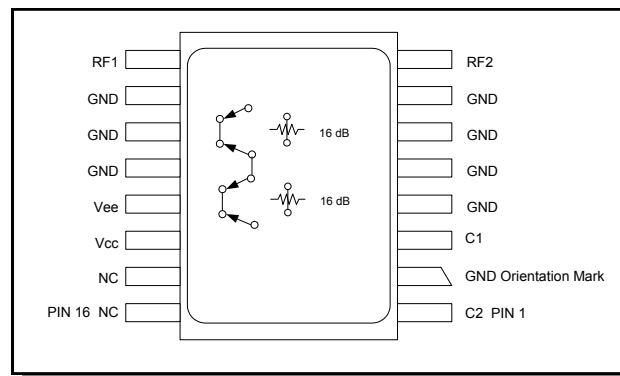 RF1
RF2
GND
GND
GND
16 dB
GND
GND
GND
Vee
16 dB
GND
Vcc
C1
NC
GND Orientation Mark
PIN 16 NC
C2 PIN 1